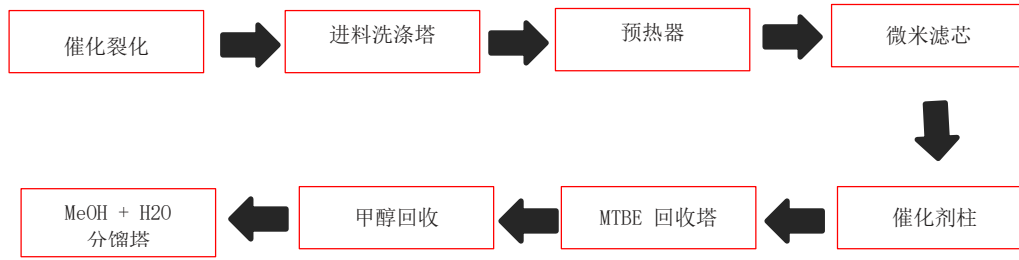 催化裂化
进料洗涤塔
预热器
微米滤芯
催化剂柱
MTBE 回收塔
甲醇回收
MeOH + H2O
分馏塔